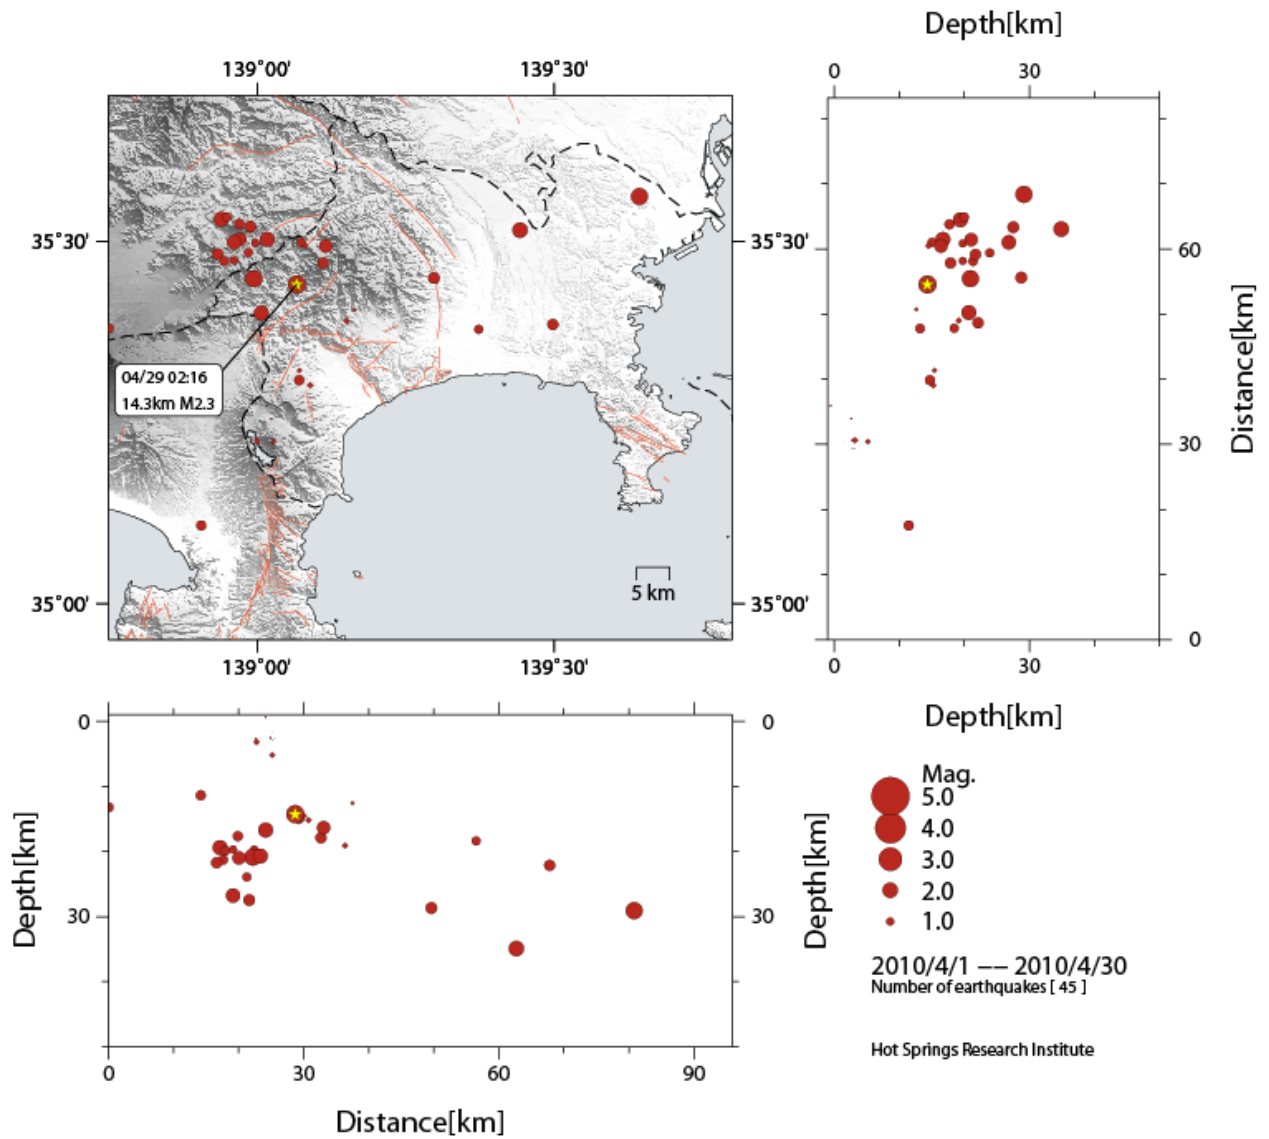 Depth[km]
139°00'
139°30'
0
30
35°30'
35°30'
60
04/29 02:16
14.3km M2.3
Distance[km]
30
5 km
35°00'
35°00'
0
139°00'
139°30'
0
30
Depth[km]
0
0
Mag.
5.0
4.0
3.0
2.0
1.0
Depth[km]
Depth[km]
30
30
2010/4/1 —— 2010/4/30
Number of earthquakes [ 45 ]
Hot Springs Research Institute
0
30
60
90
Distance[km]